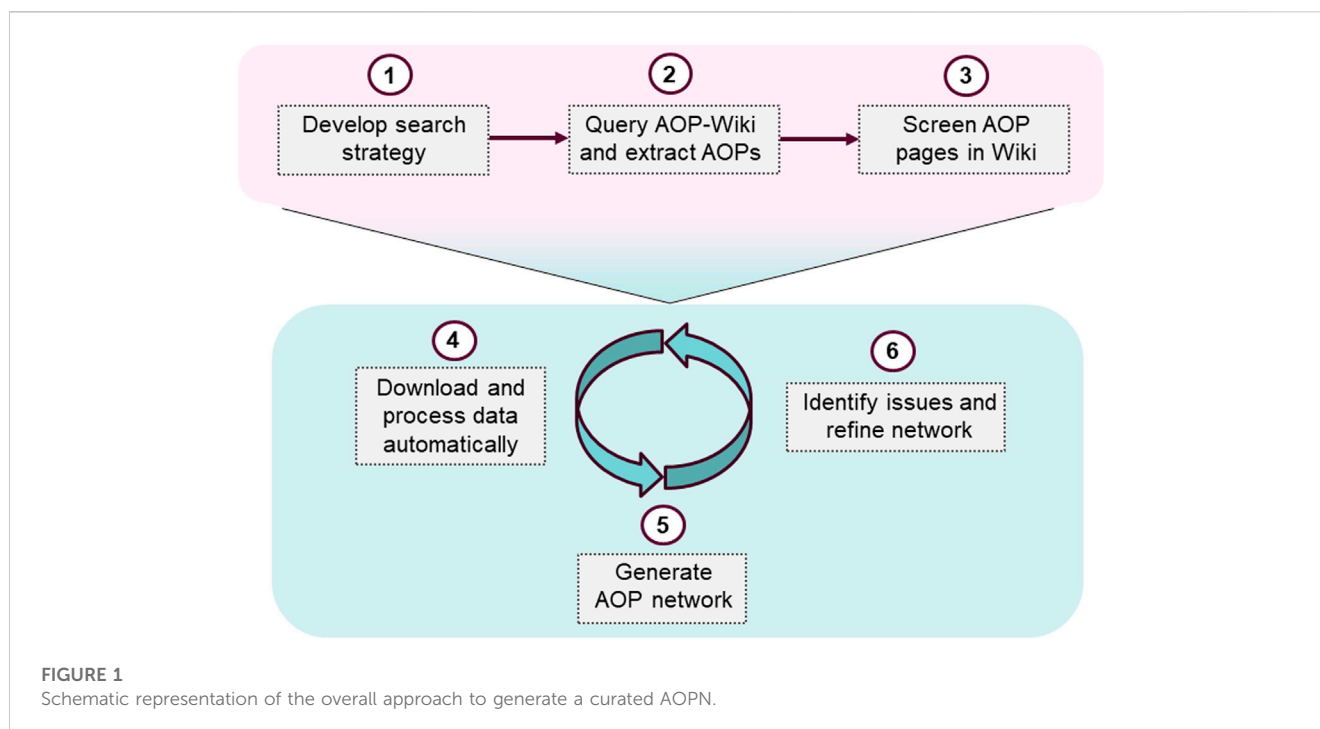 1
Develop search
strategy
2
Query AOP-Wiki
and extract AOPs
3
Screen AOP
pages in Wiki
4
Download and
process data
automatically
5
Generate
AOP network
6
Identify issues and
refine network
FIGURE 1
Schematic representation of the overall approach to generate a curated AOPN.